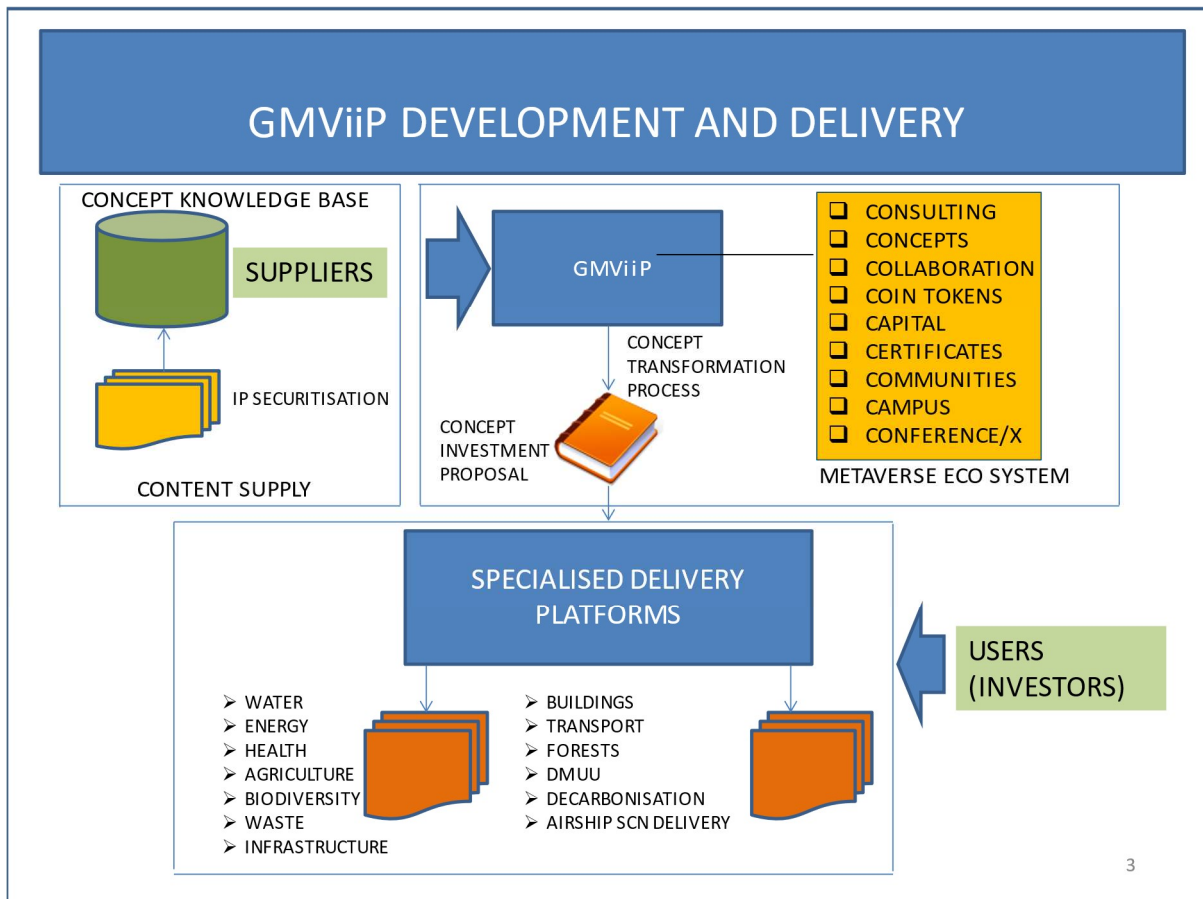 GMViiP DEVELOPMENT AND DELIVERY
CONCEPT KNOWLEDGE BASE
SUPPLIERS
IP SECURITISATION
CONTENT SUPPLY
GMViiP
CONCEPT
TRANSFORMATION
PROCESS
CONCEPT
INVESTMENT
PROPOSAL
CONSULTING
CONCEPTS
COLLABORATION
COIN TOKENS
CAPITAL
CERTIFICATES
COMMUNITIES
CAMPUS
CONFERENCE/X
METAVERSE ECO SYSTEM
SPECIALISED DELIVERY
PLATFORMS
WATER
ENERGY
HEALTH
AGRICULTURE
BIODIVERSITY
WASTE
INFRASTRUCTURE
BUILDINGS
TRANSPORT
FORESTS
DMUU
DECARBONISATION
AIRSHIP SCN DELIVERY
USERS
(INVESTORS)
3